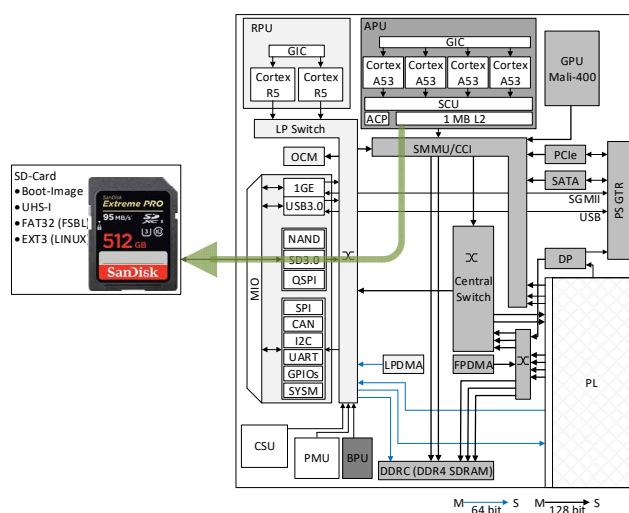 RPU
GIC
Cortex
R5
Cortex
R5
APU
GIC
Cortex
A53
Cortex
A53
Cortex
A53
Cortex
A53
SCU
ACP
1 MB L2
GPU
Mali-400
LP Switch
OCM
SMMU/CCI
PCIe
SATA
SGMII
USB
PS GTR
SD-Card
●Boot-Image
●UHS-I
●FAT32 (FSBL)
●EXT3 (LINUX)
SanDisk
Extreme PRO
95 MB/s
512
GB
SanDisk
1GE
USB3.0
NAND
SD3.0
QSPI
MIO
SPI
CAN
I2C
UART
GPIOs
SYSM
Central
Switch
DP
LPDMA
FPDMA
PL
CSU
PMU
BPU
DDRC (DDR4 SDRAM)
M S
64 bit
M S
128 bit